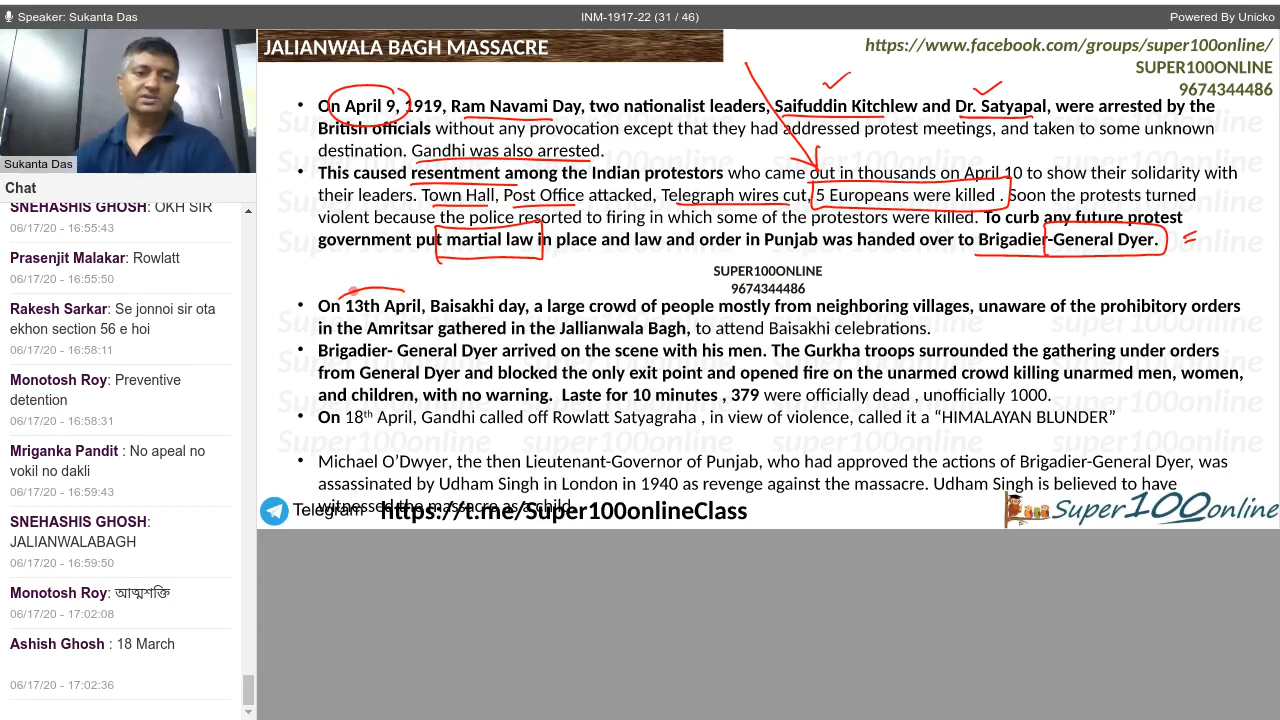 Speaker: Sukanta Das
INM-1917-22 (31 / 46)
Powered By Unicko
JALIANWALA BAGH MASSACRE
https://www.facebook.com/groups/super100online/
SUPER100ONLINE
9674344486
Sukanta Das
Chat
SNEHASHIS GHOSH: OKH SIR
06/17/20 - 16:55:43
Prasenjit Malakar: Rowlatt
06/17/20 - 16:55:50
Rakesh Sarkar: Se jonnoi sir ota
ekhon section 56 e hoi
06/17/20 - 16:58:11
Monotosh Roy: Preventive
detention
06/17/20 - 16:58:31
Mriganka Pandit : No apeal no
vokil no dakli
06/17/20 - 16:59:43
SNEHASHIS GHOSH:
JALIANWALABAGH
06/17/20 - 16:59:50
Monotosh Roy: আত্মশক্তি
06/17/20 - 17:02:08
Ashish Ghosh : 18 March
06/17/20 - 17:02:36
• On April 9, 1919, Ram Navami Day, two nationalist leaders, Saifuddin Kitchlew and Dr. Satyapal, were arrested by the
British officials without any provocation except that they had addressed protest meetings, and taken to some unknown
destination. Gandhi was also arrested.
• This caused resentment among the Indian protestors who came out in thousands on April 10 to show their solidarity with
their leaders. Town Hall, Post Office attacked, Telegraph wires cut, 5 Europeans were killed . Soon the protests turned
violent because the police resorted to firing in which some of the protestors were killed. To curb any future protest
government put martial law in place and law and order in Punjab was handed over to Brigadier-General Dyer.
SUPER100ONLINE
9674344486
• On 13th April, Baisakhi day, a large crowd of people mostly from neighboring villages, unaware of the prohibitory orders
in the Amritsar gathered in the Jallianwala Bagh, to attend Baisakhi celebrations.
• Brigadier- General Dyer arrived on the scene with his men. The Gurkha troops surrounded the gathering under orders
from General Dyer and blocked the only exit point and opened fire on the unarmed crowd killing unarmed men, women,
and children, with no warning. Laste for 10 minutes , 379 were officially dead , unofficially 1000.
• On 18th April, Gandhi called off Rowlatt Satyagraha , in view of violence, called it a “HIMALAYAN BLUNDER”
• Michael O’Dwyer, the then Lieutenant-Governor of Punjab, who had approved the actions of Brigadier-General Dyer, was
assassinated by Udham Singh in London in 1940 as revenge against the massacre. Udham Singh is believed to have
witnessed the massacre as a child.
Telegram https://t.me/Super100onlineClass
Super100online